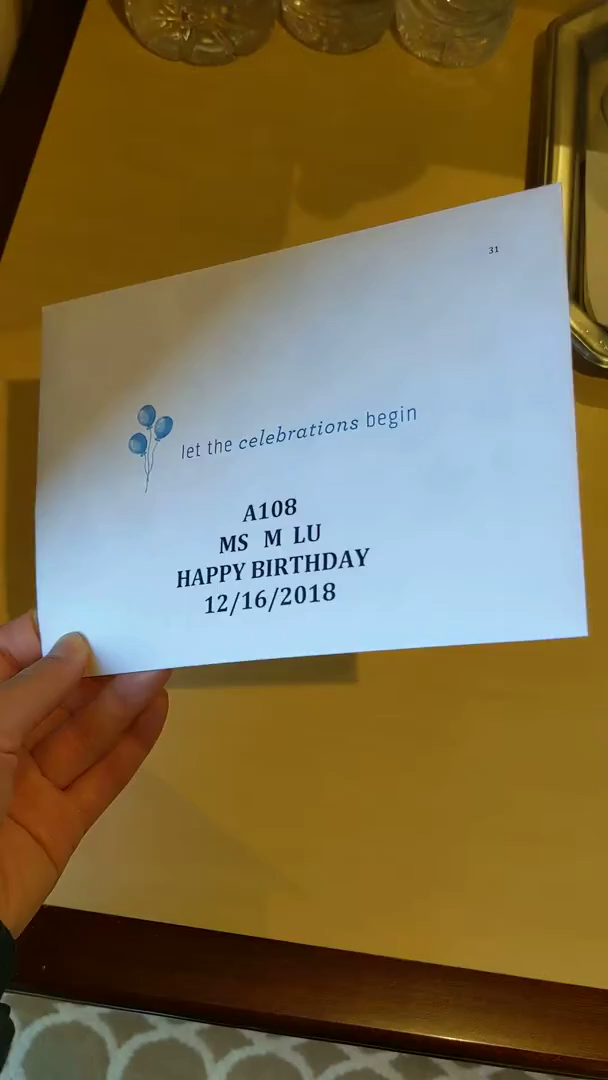 31
let the celebrations begin
A108
MS M LU
HAPPY BIRTHDAY
12/16/2018